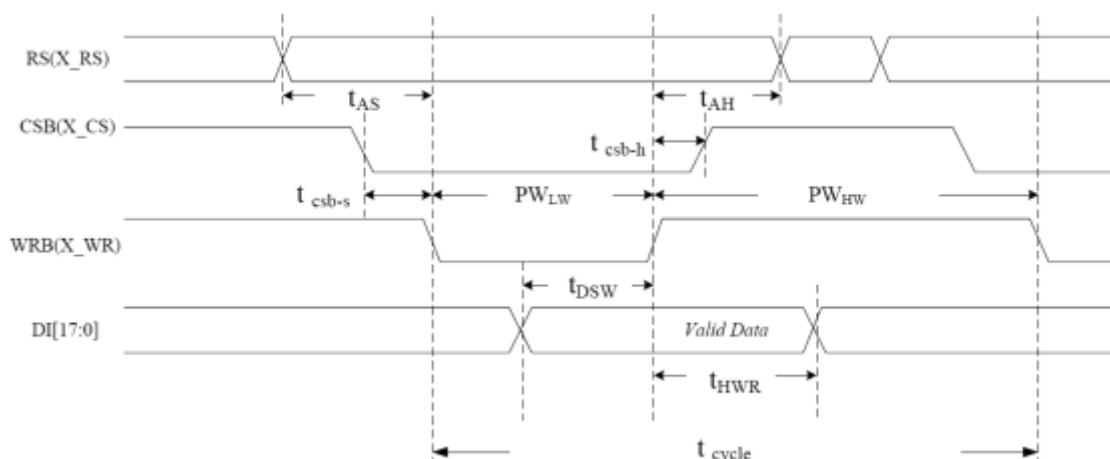 RS(X_RS)
t_AS
t_AH
CSB(X_CS)
t csb-h
t csb-s
PW_LW
PW_HW
WRB(X_WR)
t_DSW
DI[17:0]
Valid Data
t_HWR
t cycle